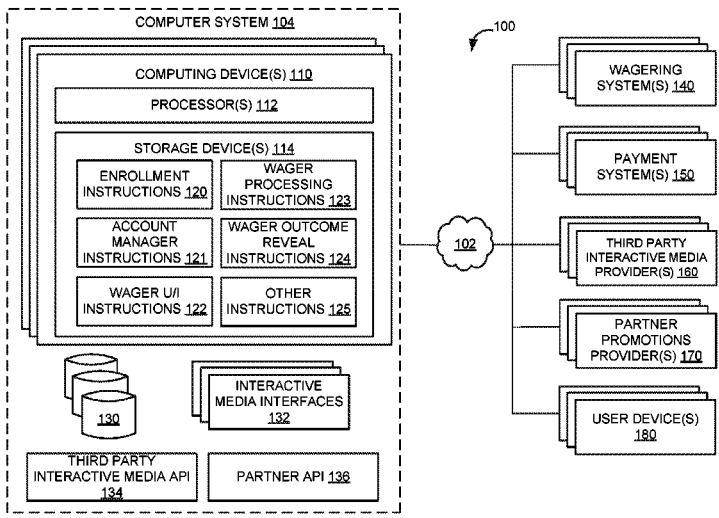 COMPUTER SYSTEM 104
COMPUTING DEVICE(S) 110
PROCESSOR(S) 112
STORAGE DEVICE(S) 114
ENROLLMENT
INSTRUCTIONS 120
WAGER
PROCESSING
INSTRUCTIONS 123
ACCOUNT
MANAGER
INSTRUCTIONS 121
WAGER OUTCOME
REVEAL
INSTRUCTIONS 124
WAGER U/I
INSTRUCTIONS 122
OTHER
INSTRUCTIONS 125
130
INTERACTIVE
MEDIA INTERFACES
132
THIRD PARTY
INTERACTIVE MEDIA API
134
PARTNER API 136
100
102
WAGERING
SYSTEM(S) 140
PAYMENT
SYSTEM(S) 150
THIRD PARTY
INTERACTIVE MEDIA
PROVIDER(S) 160
PARTNER
PROMOTIONS
PROVIDER(S) 170
USER DEVICE(S)
180